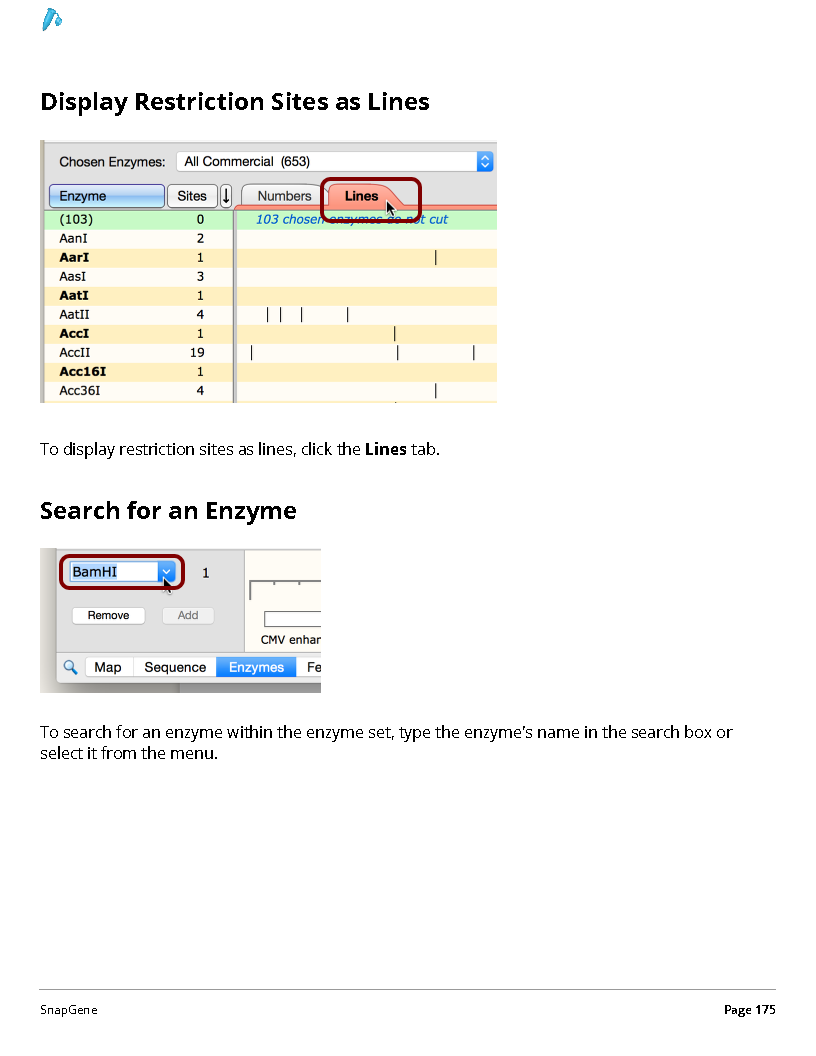 Display Restriction Sites as Lines
Chosen Enzymes: All Commercial (653)
Enzyme Sites ↓ Numbers Lines
(103) 0 103 chosen enzymes do not cut
AanI 2
AarI 1
AasI 3
AatI 1
AatII 4
AccI 1
AccII 19
Acc16I 1
Acc36I 4
To display restriction sites as lines, click the Lines tab.
Search for an Enzyme
BamHI 1
Remove Add
CMV enhan
Map Sequence Enzymes Fe
To search for an enzyme within the enzyme set, type the enzyme's name in the search box or
select it from the menu.
SnapGene Page 175